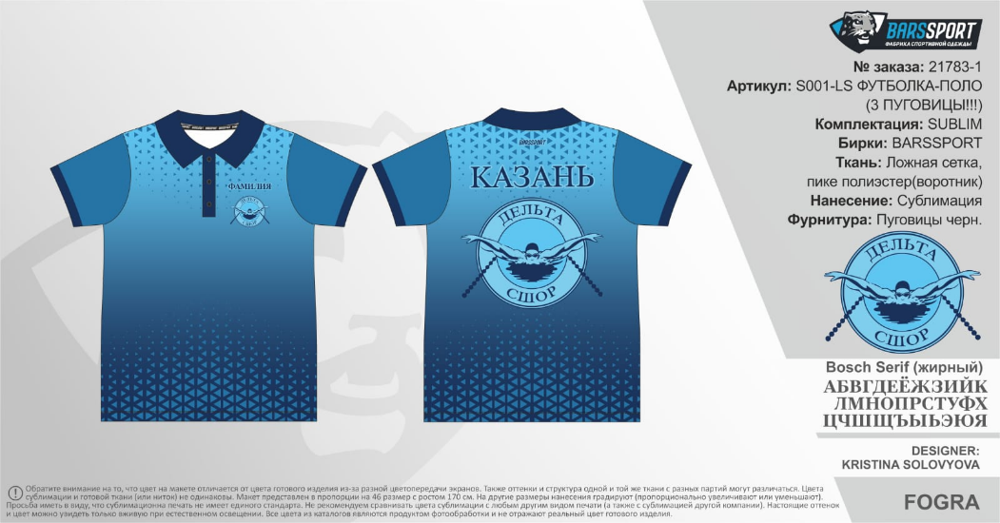 BARSSPORT
ФАБРИКА СПОРТИВНОЙ ОДЕЖДЫ
№ заказа: 21783-1
Артикул: S001-LS ФУТБОЛКА-ПОЛО
(3 ПУГОВИЦЫ!!!)
Комплектация: SUBLIM
Бирки: BARSSPORT
Ткань: Ложная сетка,
пике полиэстер(воротник)
Нанесение: Сублимация
Фурнитура: Пуговицы черн.
ФАМИЛИЯ
ДЕЛЬТА
СШОР
BARSSPORT
КАЗАНЬ
ДЕЛЬТА
СШОР
ДЕЛЬТА
СШОР
Bosch Serif (жирный)
АБВГДЕЁЖЗИЙК
ЛМНОПРСТУФХ
ЦЧШЩЪЫЬЭЮЯ
DESIGNER:
KRISTINA SOLOVYOVA
FOGRA
Обратите внимание на то, что цвет на макете отличается от цвета готового изделия из-за разной цветопередачи экранов. Также оттенки и структура одной и той же ткани с разных партий могут различаться. Цвета
сублимации и готовой ткани (или ниток) не одинаковы. Макет представлен в пропорции на 46 размер с ростом 170 см. На другие размеры нанесения градируют (пропорционально увеличивают или уменьшают).
Просьба иметь в виду, что сублимационна печать не имеет единого стандарта. Не рекомендуем сравнивать цвета сублимации с любым другим видом печати (а также с сублимацией другой компании). Настоящие оттенок
и цвет можно увидеть только вживую при естественном освещении. Все цвета из каталогов являются продуктом фотообработки и не отражают реальный цвет готового изделия.